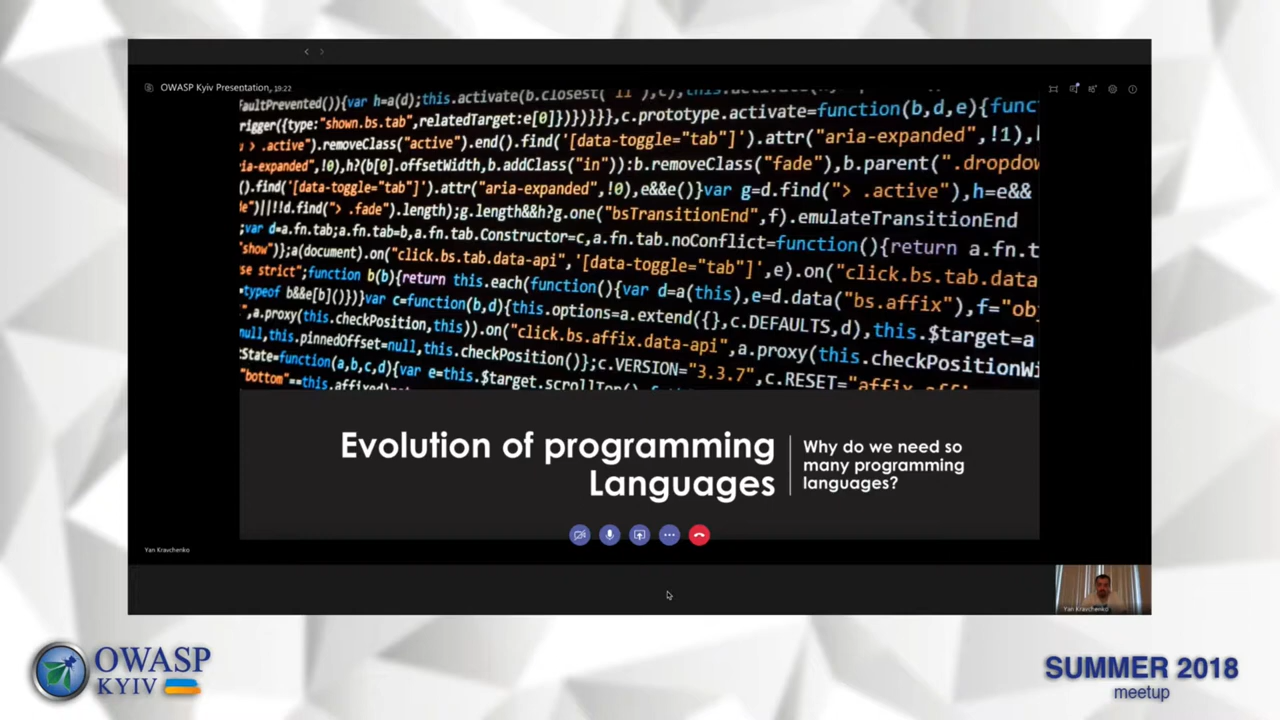 OWASP Kyiv Presentation, 19:22
faultPrevented()){var h=a(d);this.activate(b.closest("li"),c),this.activate(
rigger({type:"shown.bs.tab",relatedTarget:e[0]})})}}},c.prototype.activate=function(b,d,e){func
> .active").removeClass("active").end().find('[data-toggle="tab"]').attr("aria-expanded",!1),
ia-expanded",!0),h?(b[0].offsetWidth,b.addClass("in")):b.removeClass("fade"),b.parent(".dropdow
().find('[data-toggle="tab"]').attr("aria-expanded",!0),e&&e()}var g=d.find("> .active"),h=e&&
e")||!!d.find("> .fade").length);g.length&&h?g.one("bsTransitionEnd",f).emulateTransitionEnd
;var d=a.fn.tab;a.fn.tab=b,a.fn.tab.Constructor=c,a.fn.tab.noConflict=function(){return a.fn.t
"show")};a(document).on("click.bs.tab.data-api",'[data-toggle="tab"]',e).on("click.bs.tab.data
se strict";function b(b){return this.each(function(){var d=a(this),e=d.data("bs.affix"),f="ob
=typeof b&&e[b]()})}var c=function(b,d){this.options=a.extend({},c.DEFAULTS,d),this.$target=a
",a.proxy(this.checkPosition,this)).on("click.bs.affix.data-api",a.proxy(this.checkPositionWi
null,this.pinnedOffset=null,this.checkPosition()};c.VERSION="3.3.7",c.RESET="affix
State=function(a,b,c,d){var e=this.$target.scrollTop()
"bottom"==this.affixed)
Evolution of programming
Languages
Why do we need so
many programming
languages?
Yan Kravchenko
Yan Kravchenko
OWASP
KYIV
SUMMER 2018
meetup